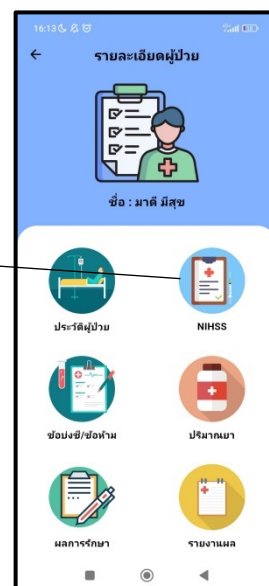 16:13
รายละเอียดผู้ป่วย
ชื่อ : มาดี มีสุข
ประวัติผู้ป่วย
NIHSS
ข้อบ่งชี้/ข้อห้าม
ปริมาณยา
ผลการรักษา
รายงานผล